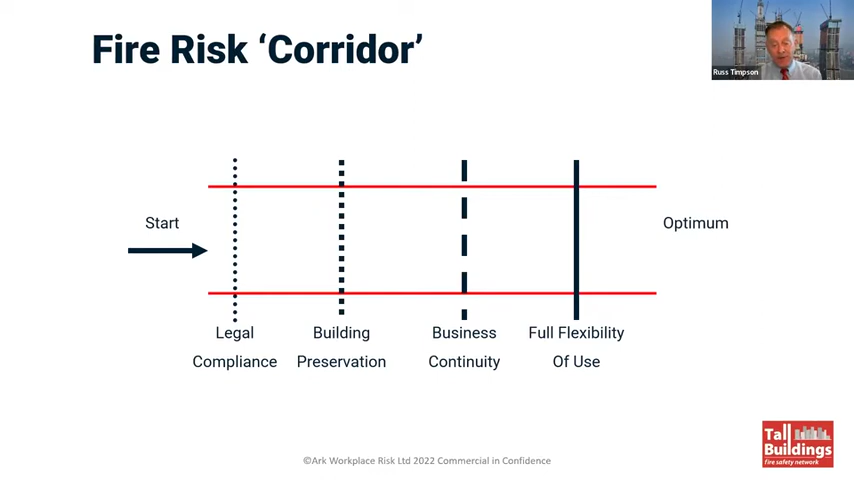 Fire Risk ‘Corridor’
Russ Timpson
Start
Optimum
Legal
Compliance
Building
Preservation
Business
Continuity
Full Flexibility
Of Use
©Ark Workplace Risk Ltd 2022 Commercial in Confidence
Tall
Buildings
fire safety network